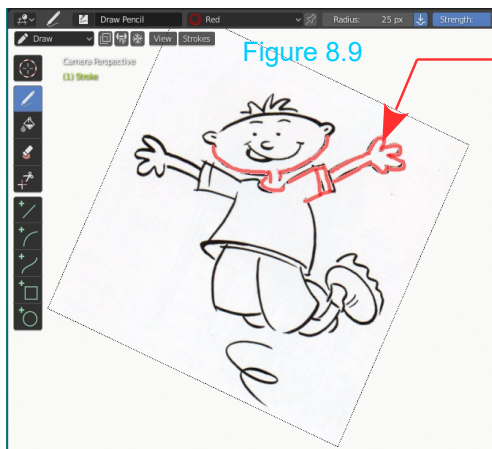 Draw Pencil Red Radius: 25 px Strength:
Draw View Strokes
Figure 8.9
Camera Perspective
(1) Stroke